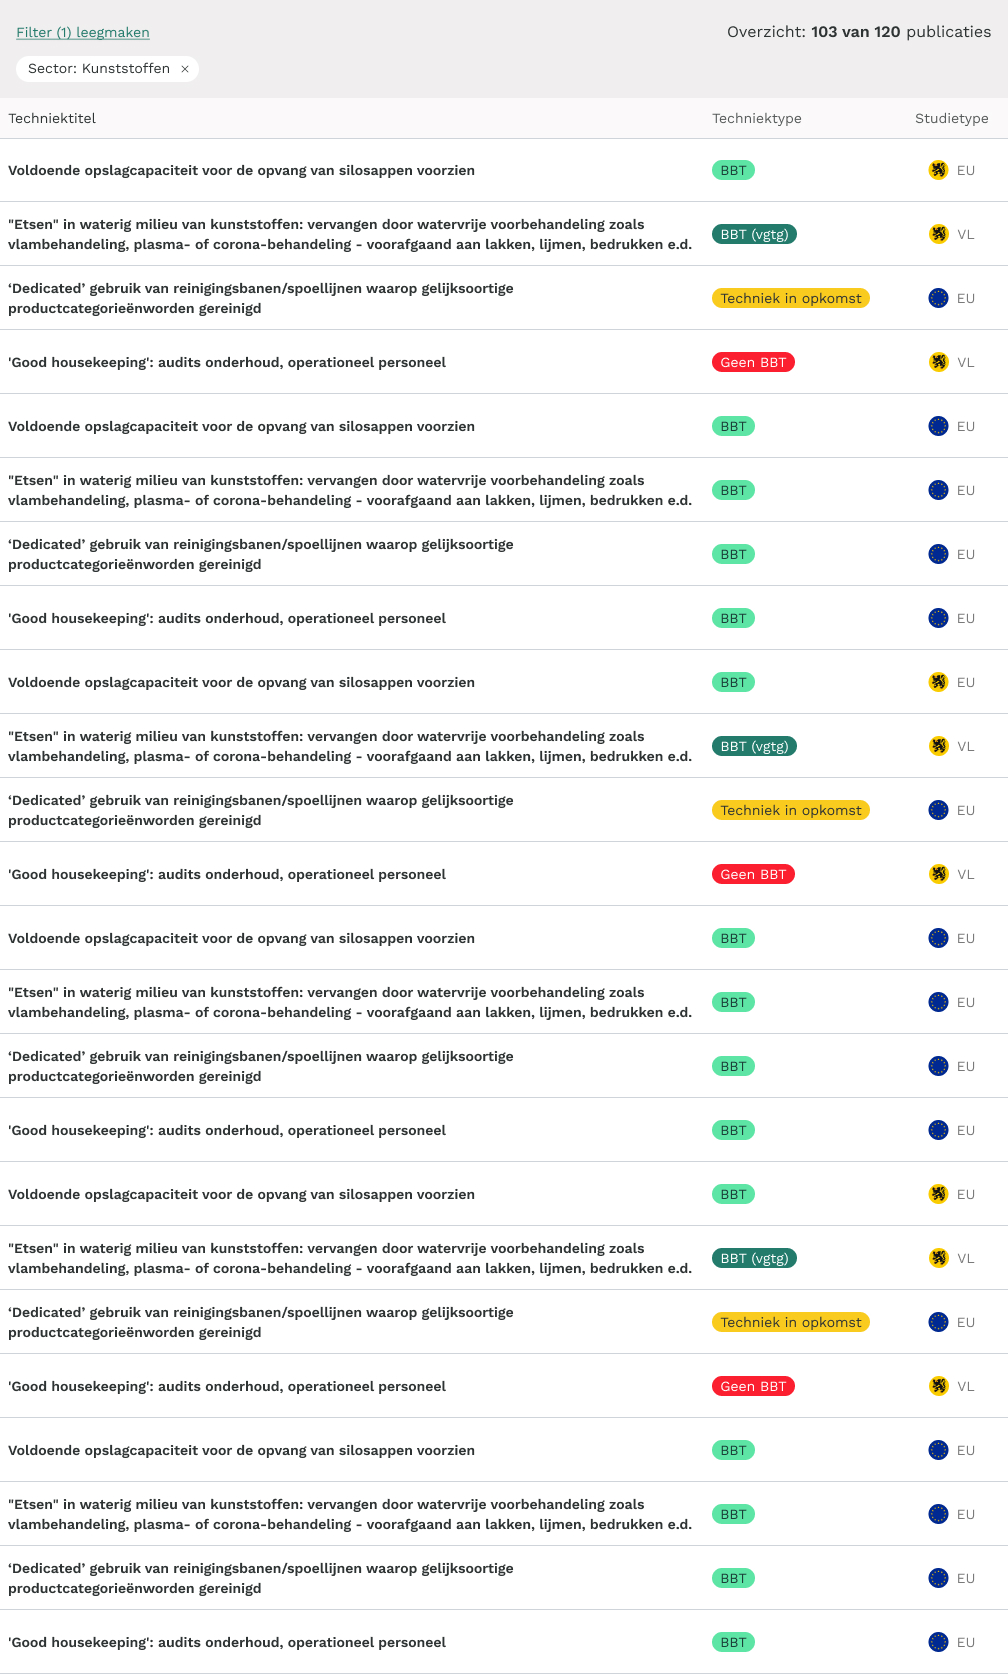 Filter (1) leegmaken
Overzicht: 103 van 120 publicaties
Sector: Kunststoffen ×
Techniektitel Techniektype Studietype
Voldoende opslagcapaciteit voor de opvang van silosappen voorzien BBT EU
"Etsen" in waterig milieu van kunststoffen: vervangen door watervrije voorbehandeling zoals
vlambehandeling, plasma- of corona-behandeling - voorafgaand aan lakken, lijmen, bedrukken e.d. BBT (vgtg) VL
‘Dedicated’ gebruik van reinigingsbanen/spoellijnen waarop gelijksoortige
productcategorieënworden gereinigd Techniek in opkomst EU
'Good housekeeping': audits onderhoud, operationeel personeel Geen BBT VL
Voldoende opslagcapaciteit voor de opvang van silosappen voorzien BBT EU
"Etsen" in waterig milieu van kunststoffen: vervangen door watervrije voorbehandeling zoals
vlambehandeling, plasma- of corona-behandeling - voorafgaand aan lakken, lijmen, bedrukken e.d. BBT EU
‘Dedicated’ gebruik van reinigingsbanen/spoellijnen waarop gelijksoortige
productcategorieënworden gereinigd BBT EU
'Good housekeeping': audits onderhoud, operationeel personeel BBT EU
Voldoende opslagcapaciteit voor de opvang van silosappen voorzien BBT EU
"Etsen" in waterig milieu van kunststoffen: vervangen door watervrije voorbehandeling zoals
vlambehandeling, plasma- of corona-behandeling - voorafgaand aan lakken, lijmen, bedrukken e.d. BBT (vgtg) VL
‘Dedicated’ gebruik van reinigingsbanen/spoellijnen waarop gelijksoortige
productcategorieënworden gereinigd Techniek in opkomst EU
'Good housekeeping': audits onderhoud, operationeel personeel Geen BBT VL
Voldoende opslagcapaciteit voor de opvang van silosappen voorzien BBT EU
"Etsen" in waterig milieu van kunststoffen: vervangen door watervrije voorbehandeling zoals
vlambehandeling, plasma- of corona-behandeling - voorafgaand aan lakken, lijmen, bedrukken e.d. BBT EU
‘Dedicated’ gebruik van reinigingsbanen/spoellijnen waarop gelijksoortige
productcategorieënworden gereinigd BBT EU
'Good housekeeping': audits onderhoud, operationeel personeel BBT EU
Voldoende opslagcapaciteit voor de opvang van silosappen voorzien BBT EU
"Etsen" in waterig milieu van kunststoffen: vervangen door watervrije voorbehandeling zoals
vlambehandeling, plasma- of corona-behandeling - voorafgaand aan lakken, lijmen, bedrukken e.d. BBT (vgtg) VL
‘Dedicated’ gebruik van reinigingsbanen/spoellijnen waarop gelijksoortige
productcategorieënworden gereinigd Techniek in opkomst EU
'Good housekeeping': audits onderhoud, operationeel personeel Geen BBT VL
Voldoende opslagcapaciteit voor de opvang van silosappen voorzien BBT EU
"Etsen" in waterig milieu van kunststoffen: vervangen door watervrije voorbehandeling zoals
vlambehandeling, plasma- of corona-behandeling - voorafgaand aan lakken, lijmen, bedrukken e.d. BBT EU
‘Dedicated’ gebruik van reinigingsbanen/spoellijnen waarop gelijksoortige
productcategorieënworden gereinigd BBT EU
'Good housekeeping': audits onderhoud, operationeel personeel BBT EU